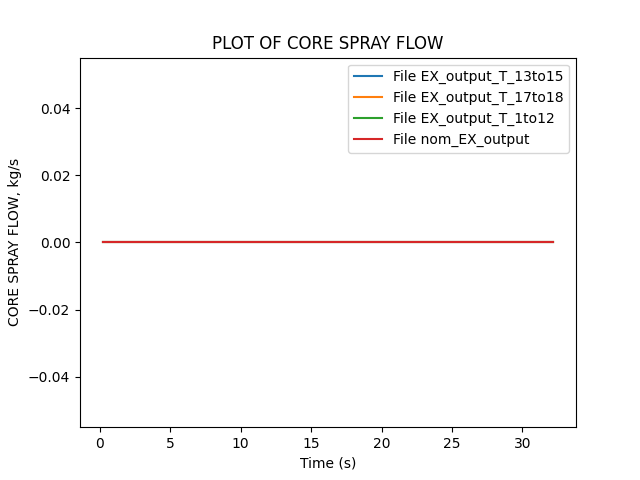 PLOT OF CORE SPRAY FLOW
File EX_output_T_13to15
File EX_output_T_17to18
File EX_output_T_1to12
File nom_EX_output
CORE SPRAY FLOW, kg/s
0.04
0.02
0.00
−0.02
−0.04
0 5 10 15 20 25 30
Time (s)